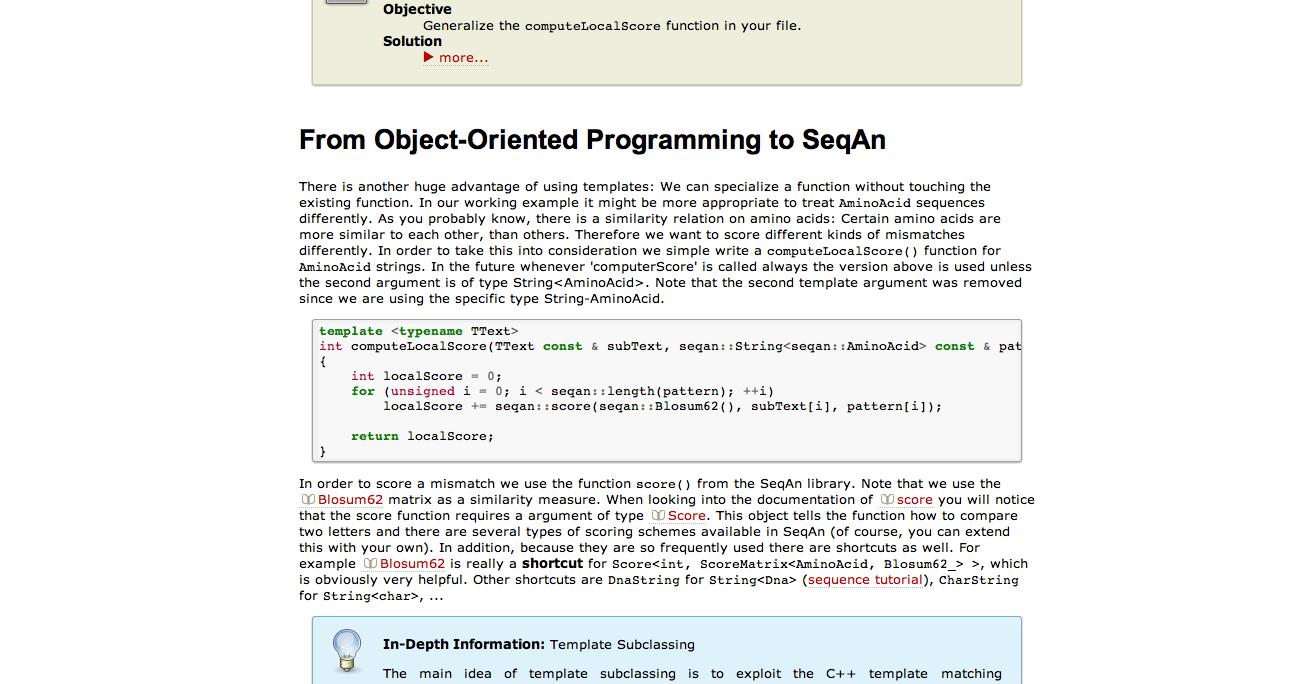 Objective
Generalize the computeLocalScore function in your file.
Solution
more...
From Object-Oriented Programming to SeqAn
There is another huge advantage of using templates: We can specialize a function without touching the
existing function. In our working example it might be more appropriate to treat AminoAcid sequences
differently. As you probably know, there is a similarity relation on amino acids: Certain amino acids are
more similar to each other, than others. Therefore we want to score different kinds of mismatches
differently. In order to take this into consideration we simple write a computeLocalScore() function for
AminoAcid strings. In the future whenever 'computerScore' is called always the version above is used unless
the second argument is of type String<AminoAcid>. Note that the second template argument was removed
since we are using the specific type String-AminoAcid.
template <typename TText>
int computeLocalScore(TText const & subText, seqan::String<seqan::AminoAcid> const & pat
{
    int localScore = 0;
    for (unsigned i = 0; i < seqan::length(pattern); ++i)
        localScore += seqan::score(seqan::Blosum62(), subText[i], pattern[i]);
    return localScore;
}
In order to score a mismatch we use the function score() from the SeqAn library. Note that we use the
Blosum62 matrix as a similarity measure. When looking into the documentation of score you will notice
that the score function requires a argument of type Score. This object tells the function how to compare
two letters and there are several types of scoring schemes available in SeqAn (of course, you can extend
this with your own). In addition, because they are so frequently used there are shortcuts as well. For
example Blosum62 is really a shortcut for Score<int, ScoreMatrix<AminoAcid, Blosum62_> >, which
is obviously very helpful. Other shortcuts are DnaString for String<Dna> (sequence tutorial), CharString
for String<char>, ...
In-Depth Information: Template Subclassing
The main idea of template subclassing is to exploit the C++ template matching